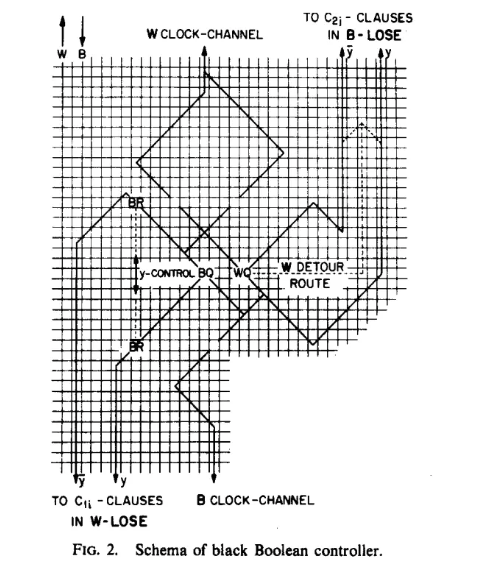 TO C2j - CLAUSES
IN B - LOSE
W CLOCK-CHANNEL
W B
ȳ y
BR
y-CONTROL BQ WQ W DETOUR
ROUTE
BR
ȳ y
TO C1i - CLAUSES
IN W-LOSE
B CLOCK-CHANNEL
FIG. 2. Schema of black Boolean controller.